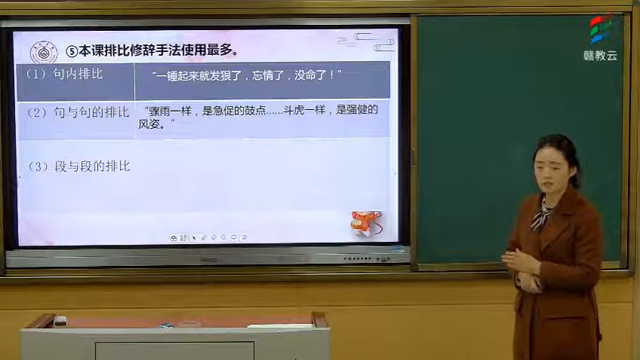 ⑤本课排比修辞手法使用最多。
赣教云
(1)句内排比
“一锤起来就发狠了,忘情了,没命了!”
(2)句与句的排比
“骤雨一样,是急促的鼓点……斗虎一样,是强健的
风姿。”
(3)段与段的排比